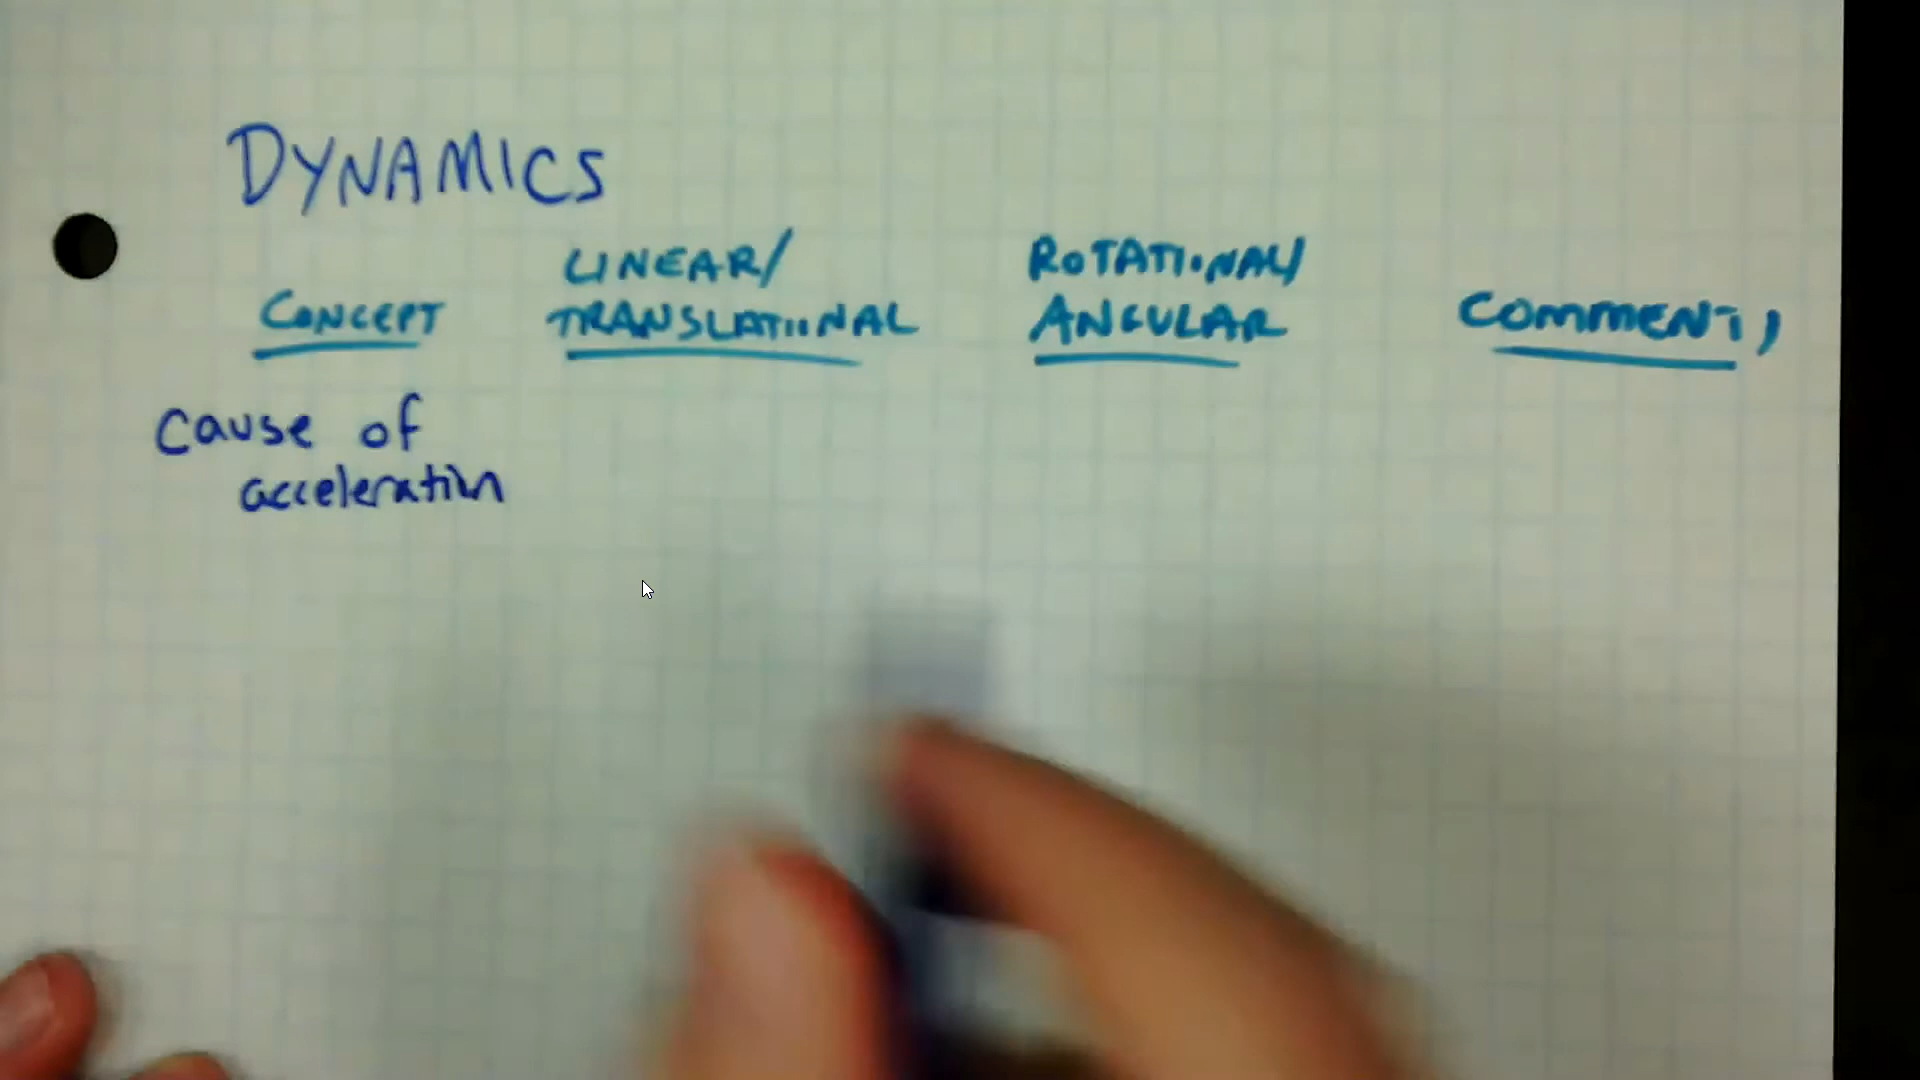 DYNAMICS
CONCEPT
LINEAR/
TRANSLATIONAL
ROTATIONAL/
ANGULAR
COMMENTS
Cause of
acceleration